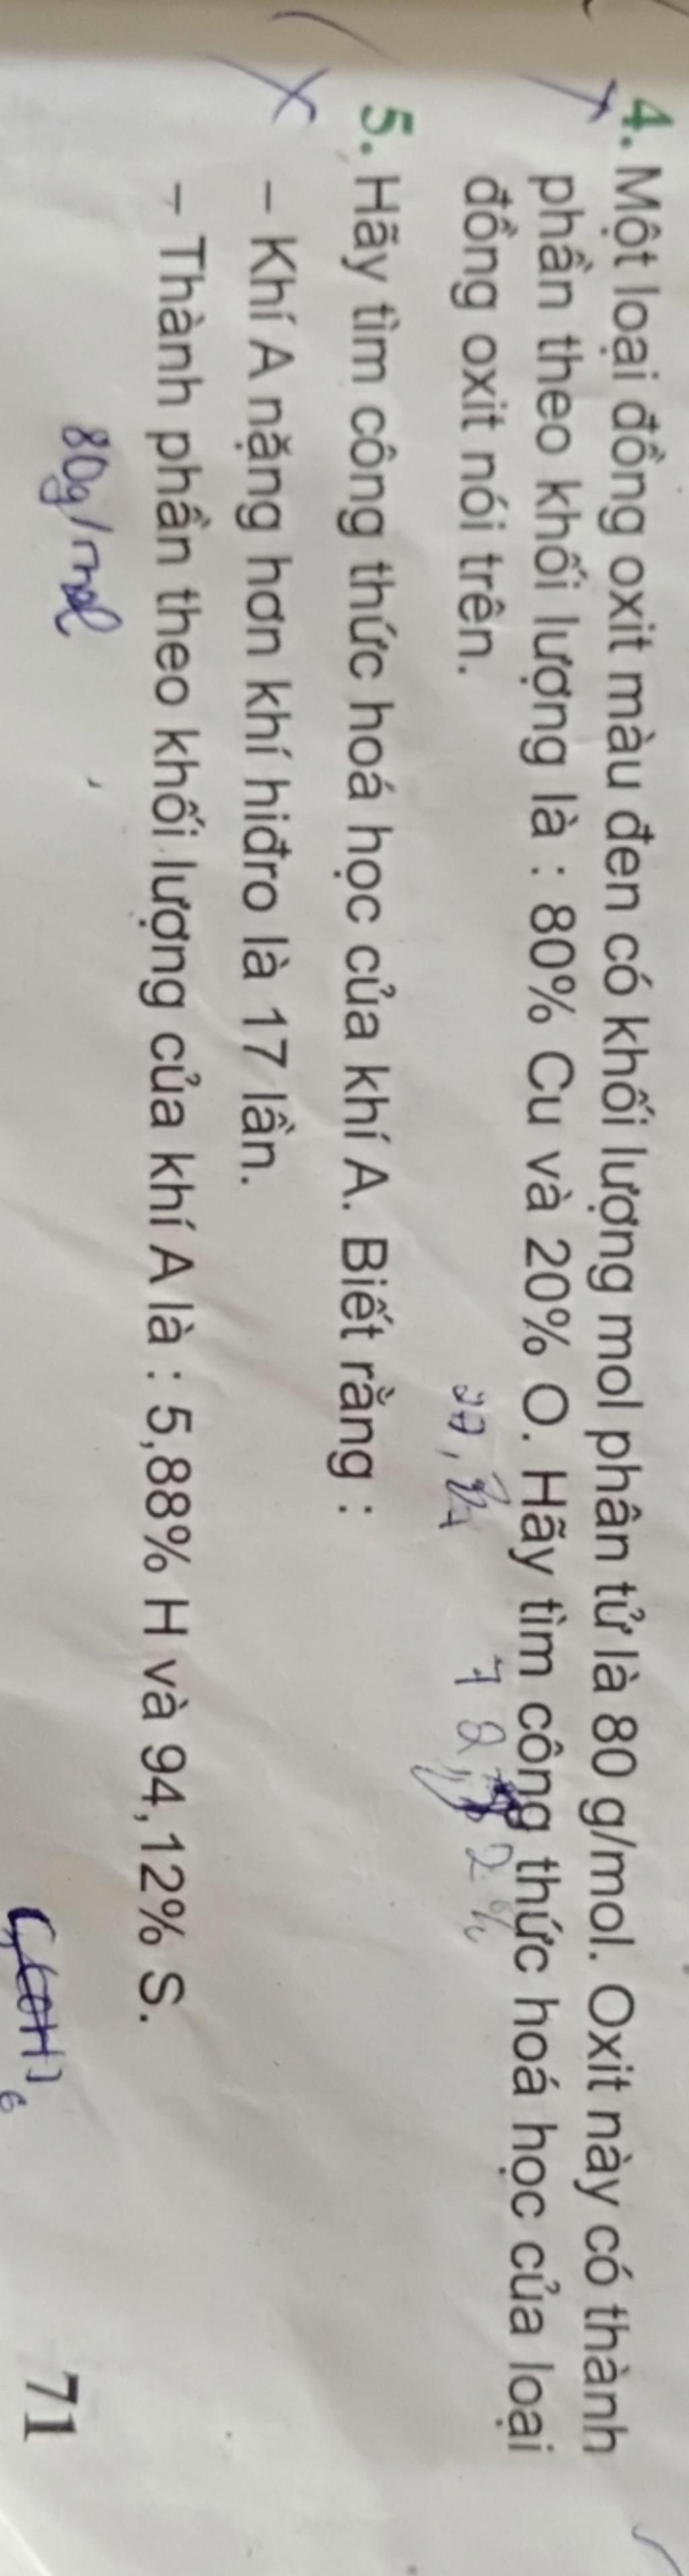 4. Một loại đồng oxit màu đen có khối lượng mol phân tử là 80 g/mol. Oxit này có thành
phần theo khối lượng là : 80% Cu và 20% O. Hãy tìm công thức hoá học của loại
đồng oxit nói trên.
5. Hãy tìm công thức hoá học của khí A. Biết rằng :
– Khí A nặng hơn khí hiđro là 17 lần.
– Thành phần theo khối lượng của khí A là : 5,88% H và 94,12% S.
80g/mol
71